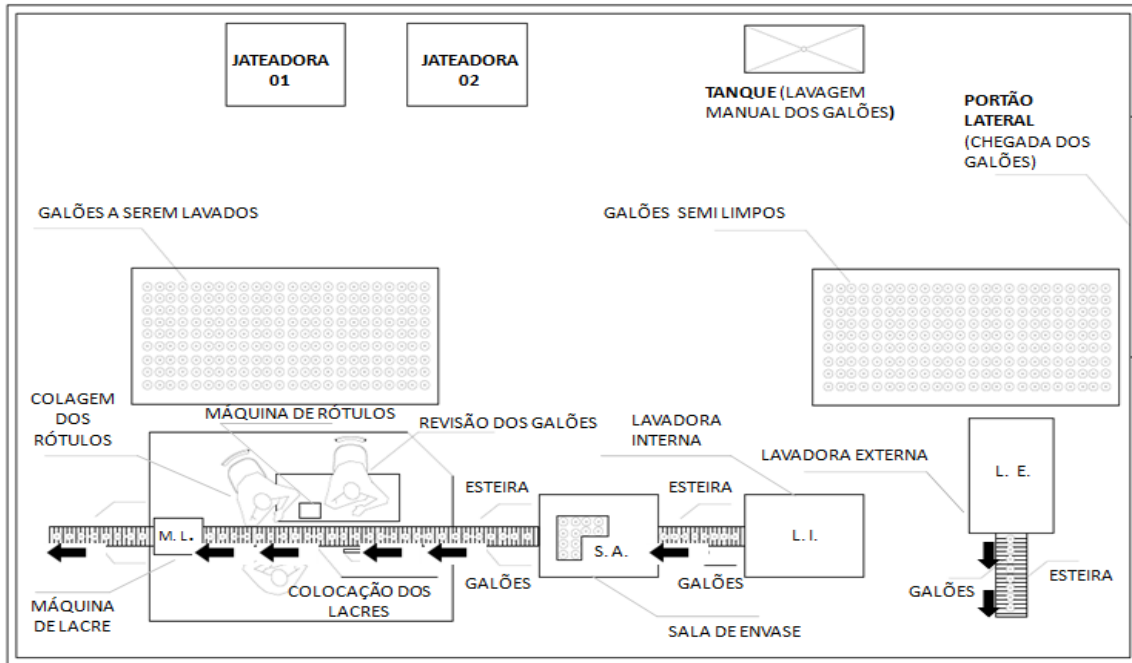 JATEADORA
01
JATEADORA
02
TANQUE (LAVAGEM
MANUAL DOS GALÕES)
PORTÃO
LATERAL
(CHEGADA DOS
GALÕES)
GALÕES A SEREM LAVADOS
GALÕES SEMI LIMPOS
COLAGEM
DOS
RÓTULOS
MÁQUINA DE RÓTULOS
REVISÃO DOS GALÕES
LAVADORA
INTERNA
LAVADORA EXTERNA
L. E.
ESTEIRA
ESTEIRA
M. L.
S. A.
L. I.
GALÕES
GALÕES
GALÕES
ESTEIRA
MÁQUINA
DE LACRE
COLOCAÇÃO DOS
LACRES
SALA DE ENVASE